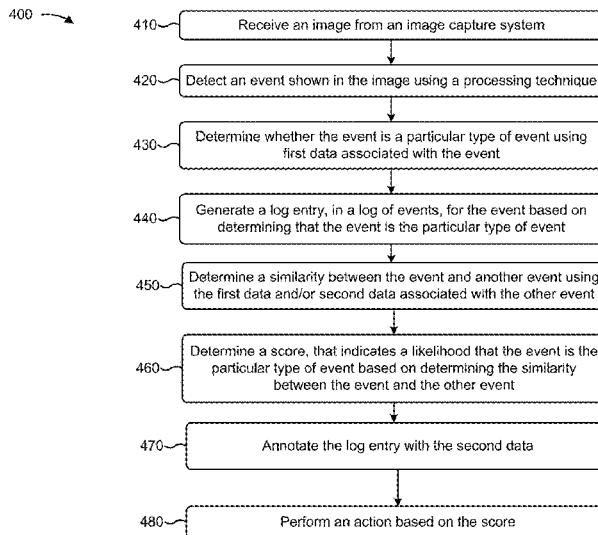 400
410
Receive an image from an image capture system
420
Detect an event shown in the image using a processing technique
430
Determine whether the event is a particular type of event using
first data associated with the event
440
Generate a log entry, in a log of events, for the event based on
determining that the event is the particular type of event
450
Determine a similarity between the event and another event using
the first data and/or second data associated with the other event
460
Determine a score, that indicates a likelihood that the event is the
particular type of event based on determining the similarity
between the event and the other event
470
Annotate the log entry with the second data
480
Perform an action based on the score